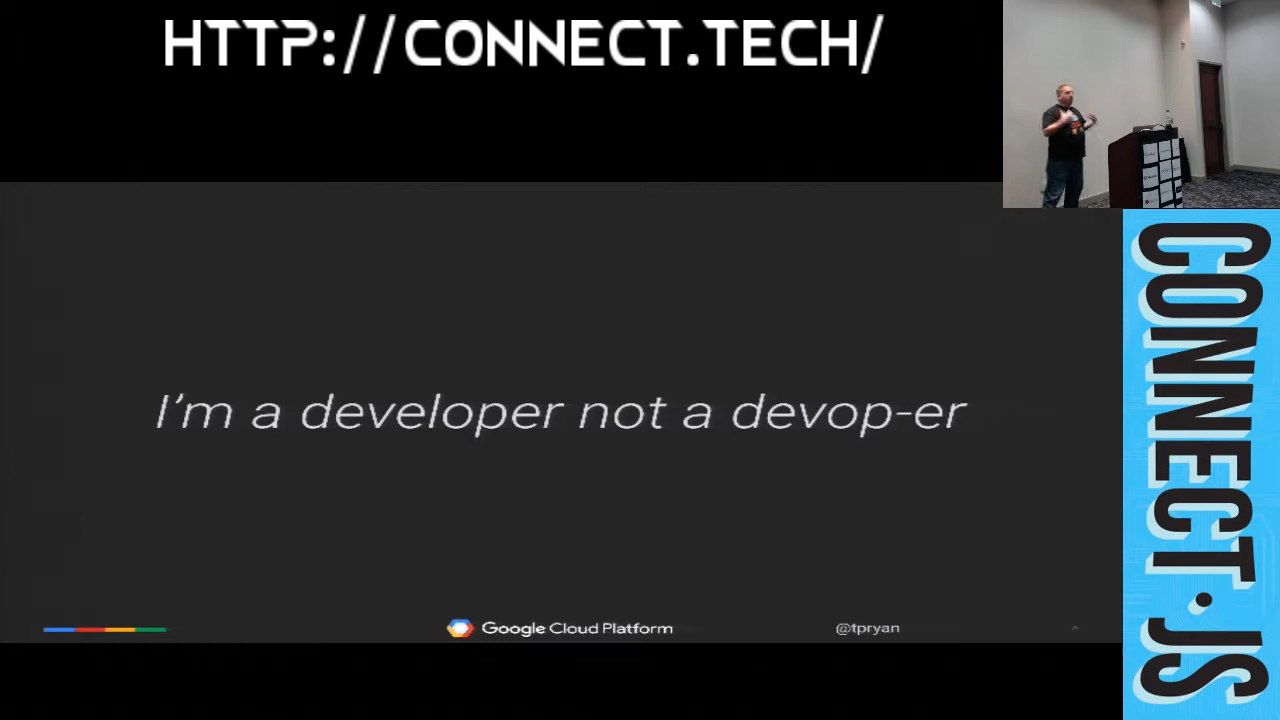 HTTP://CONNECT.TECH/
I'm a developer not a devop-er
Google Cloud Platform
@tpryan
CONNECT.JS